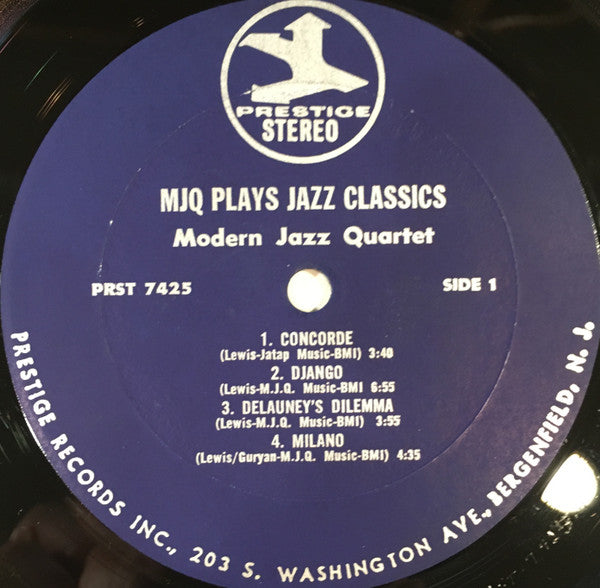 PRESTIGE
STEREO
MJQ PLAYS JAZZ CLASSICS
Modern Jazz Quartet
PRST 7425
SIDE 1
1. CONCORDE
(Lewis-Jatap Music-BMI) 3:40
2. DJANGO
(Lewis-M.J.Q. Music-BMI 6:55
3. DELAUNEY'S DILEMMA
(Lewis-M.J.Q. Music-BMI) 3:55
4. MILANO
(Lewis/Guryan-M.J.Q. Music-BMI) 4:35
PRESTIGE RECORDS INC., 203 S. WASHINGTON AVE., BERGENFIELD, N. J.